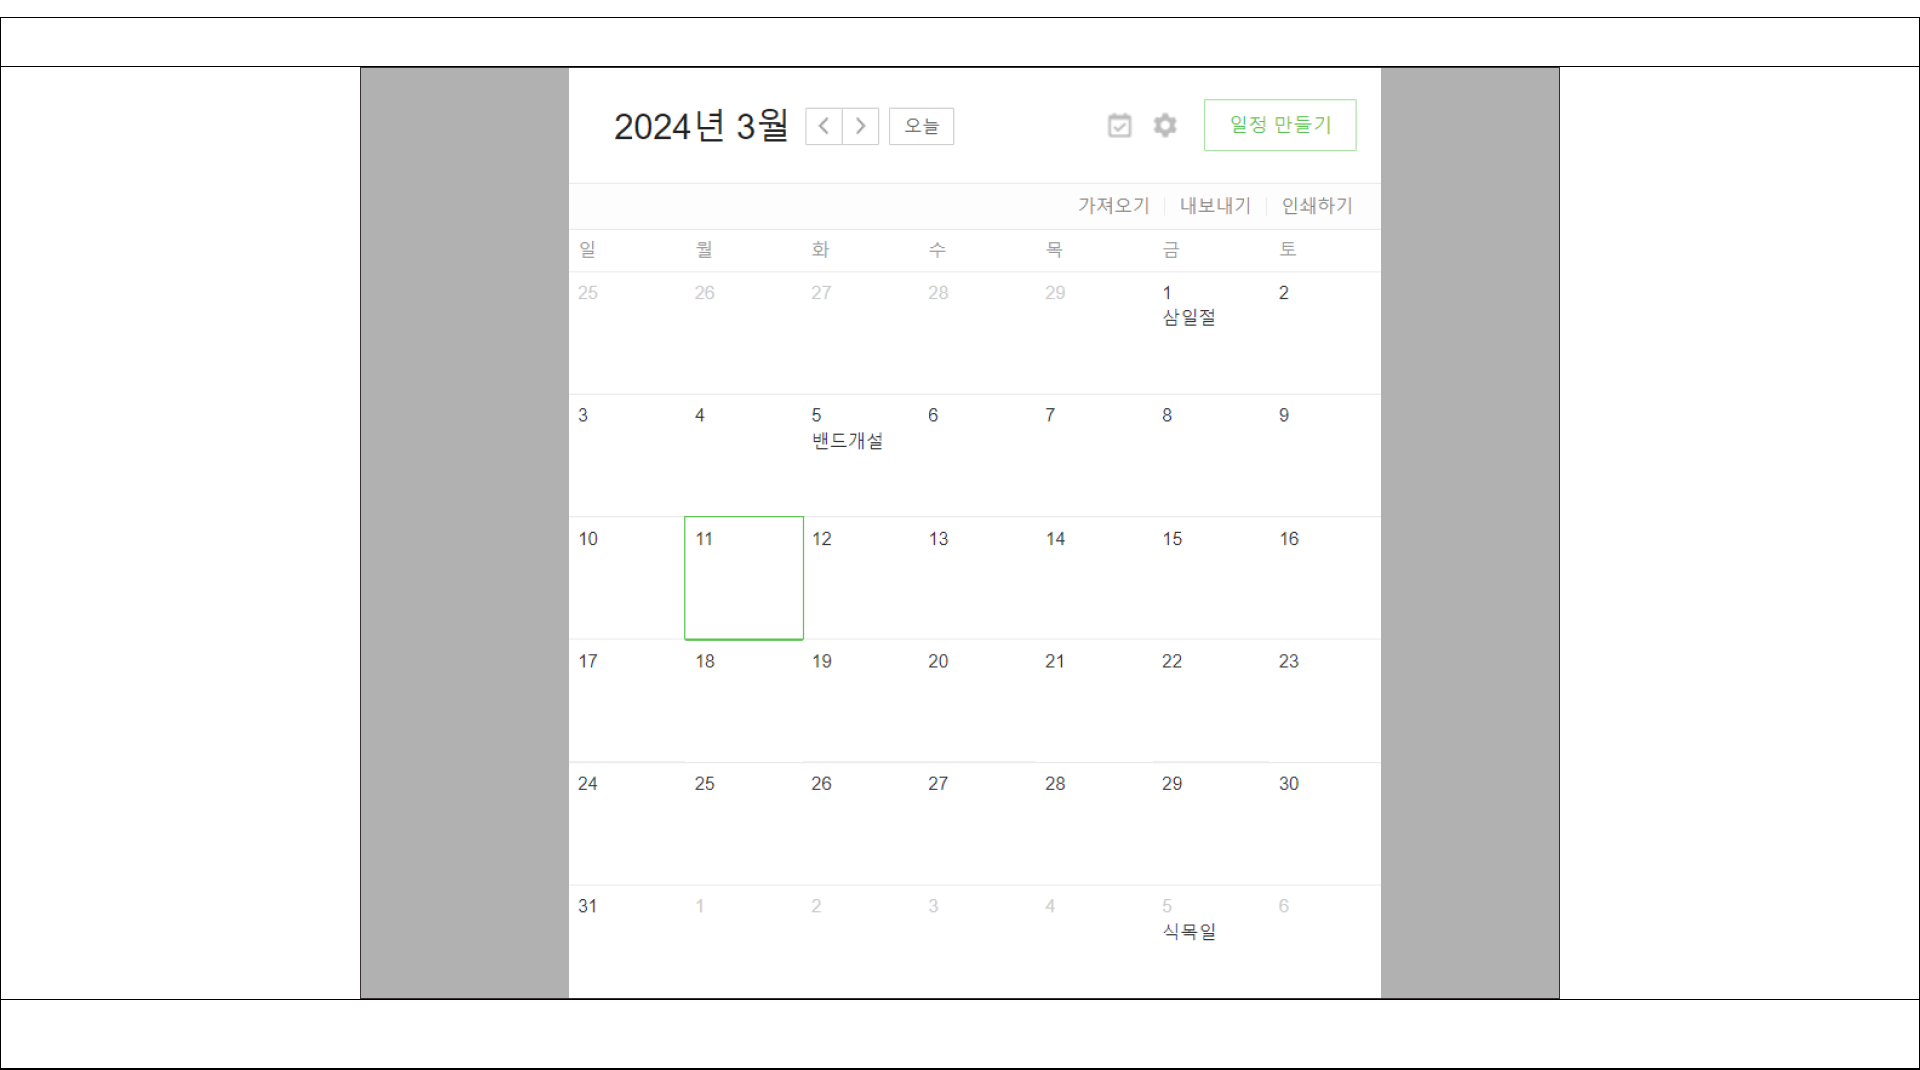 2024년 3월 오늘 일정 만들기
가져오기 내보내기 인쇄하기
일 월 화 수 목 금 토
25 26 27 28 29 1 2
삼일절
3 4 5 6 7 8 9
밴드개설
10 11 12 13 14 15 16
17 18 19 20 21 22 23
24 25 26 27 28 29 30
31 1 2 3 4 5 6
식목일